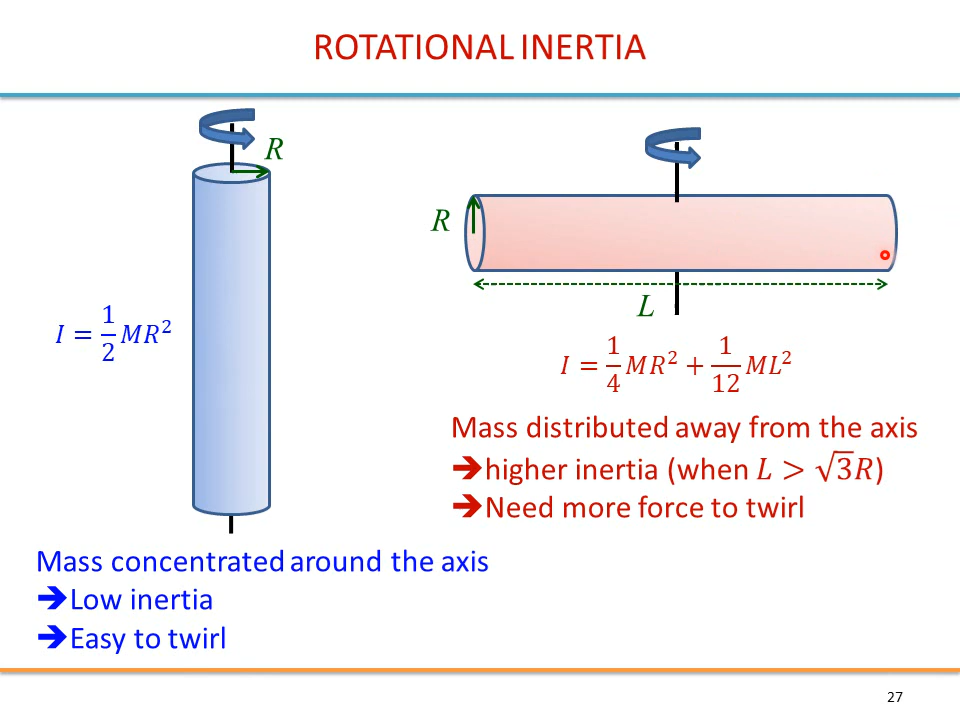 ROTATIONAL INERTIA
R
R
L
I = 1/2 MR²
I = 1/4 MR² + 1/12 ML²
Mass distributed away from the axis
➔higher inertia (when L > √3R)
➔Need more force to twirl
Mass concentrated around the axis
➔Low inertia
➔Easy to twirl
27